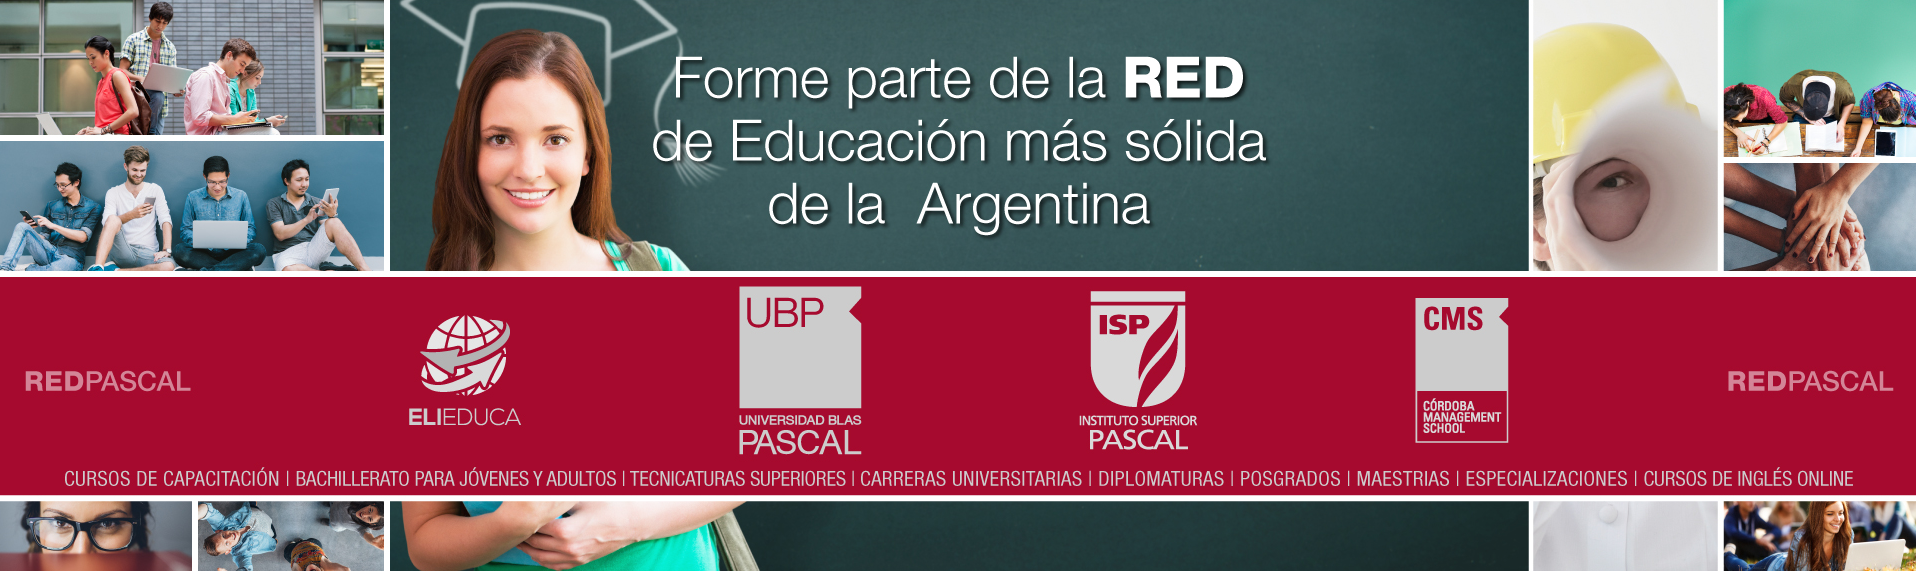 Forme parte de la RED
de Educación más sólida
de la Argentina
REDPASCAL
ELIEDUCA
UBP
UNIVERSIDAD BLAS
PASCAL
ISP
INSTITUTO SUPERIOR
PASCAL
CMS
CÓRDOBA
MANAGEMENT
SCHOOL
REDPASCAL
CURSOS DE CAPACITACIÓN | BACHILLERATO PARA JÓVENES Y ADULTOS | TECNICATURAS SUPERIORES | CARRERAS UNIVERSITARIAS | DIPLOMATURAS | POSGRADOS | MAESTRIAS | ESPECIALIZACIONES | CURSOS DE INGLÉS ONLINE